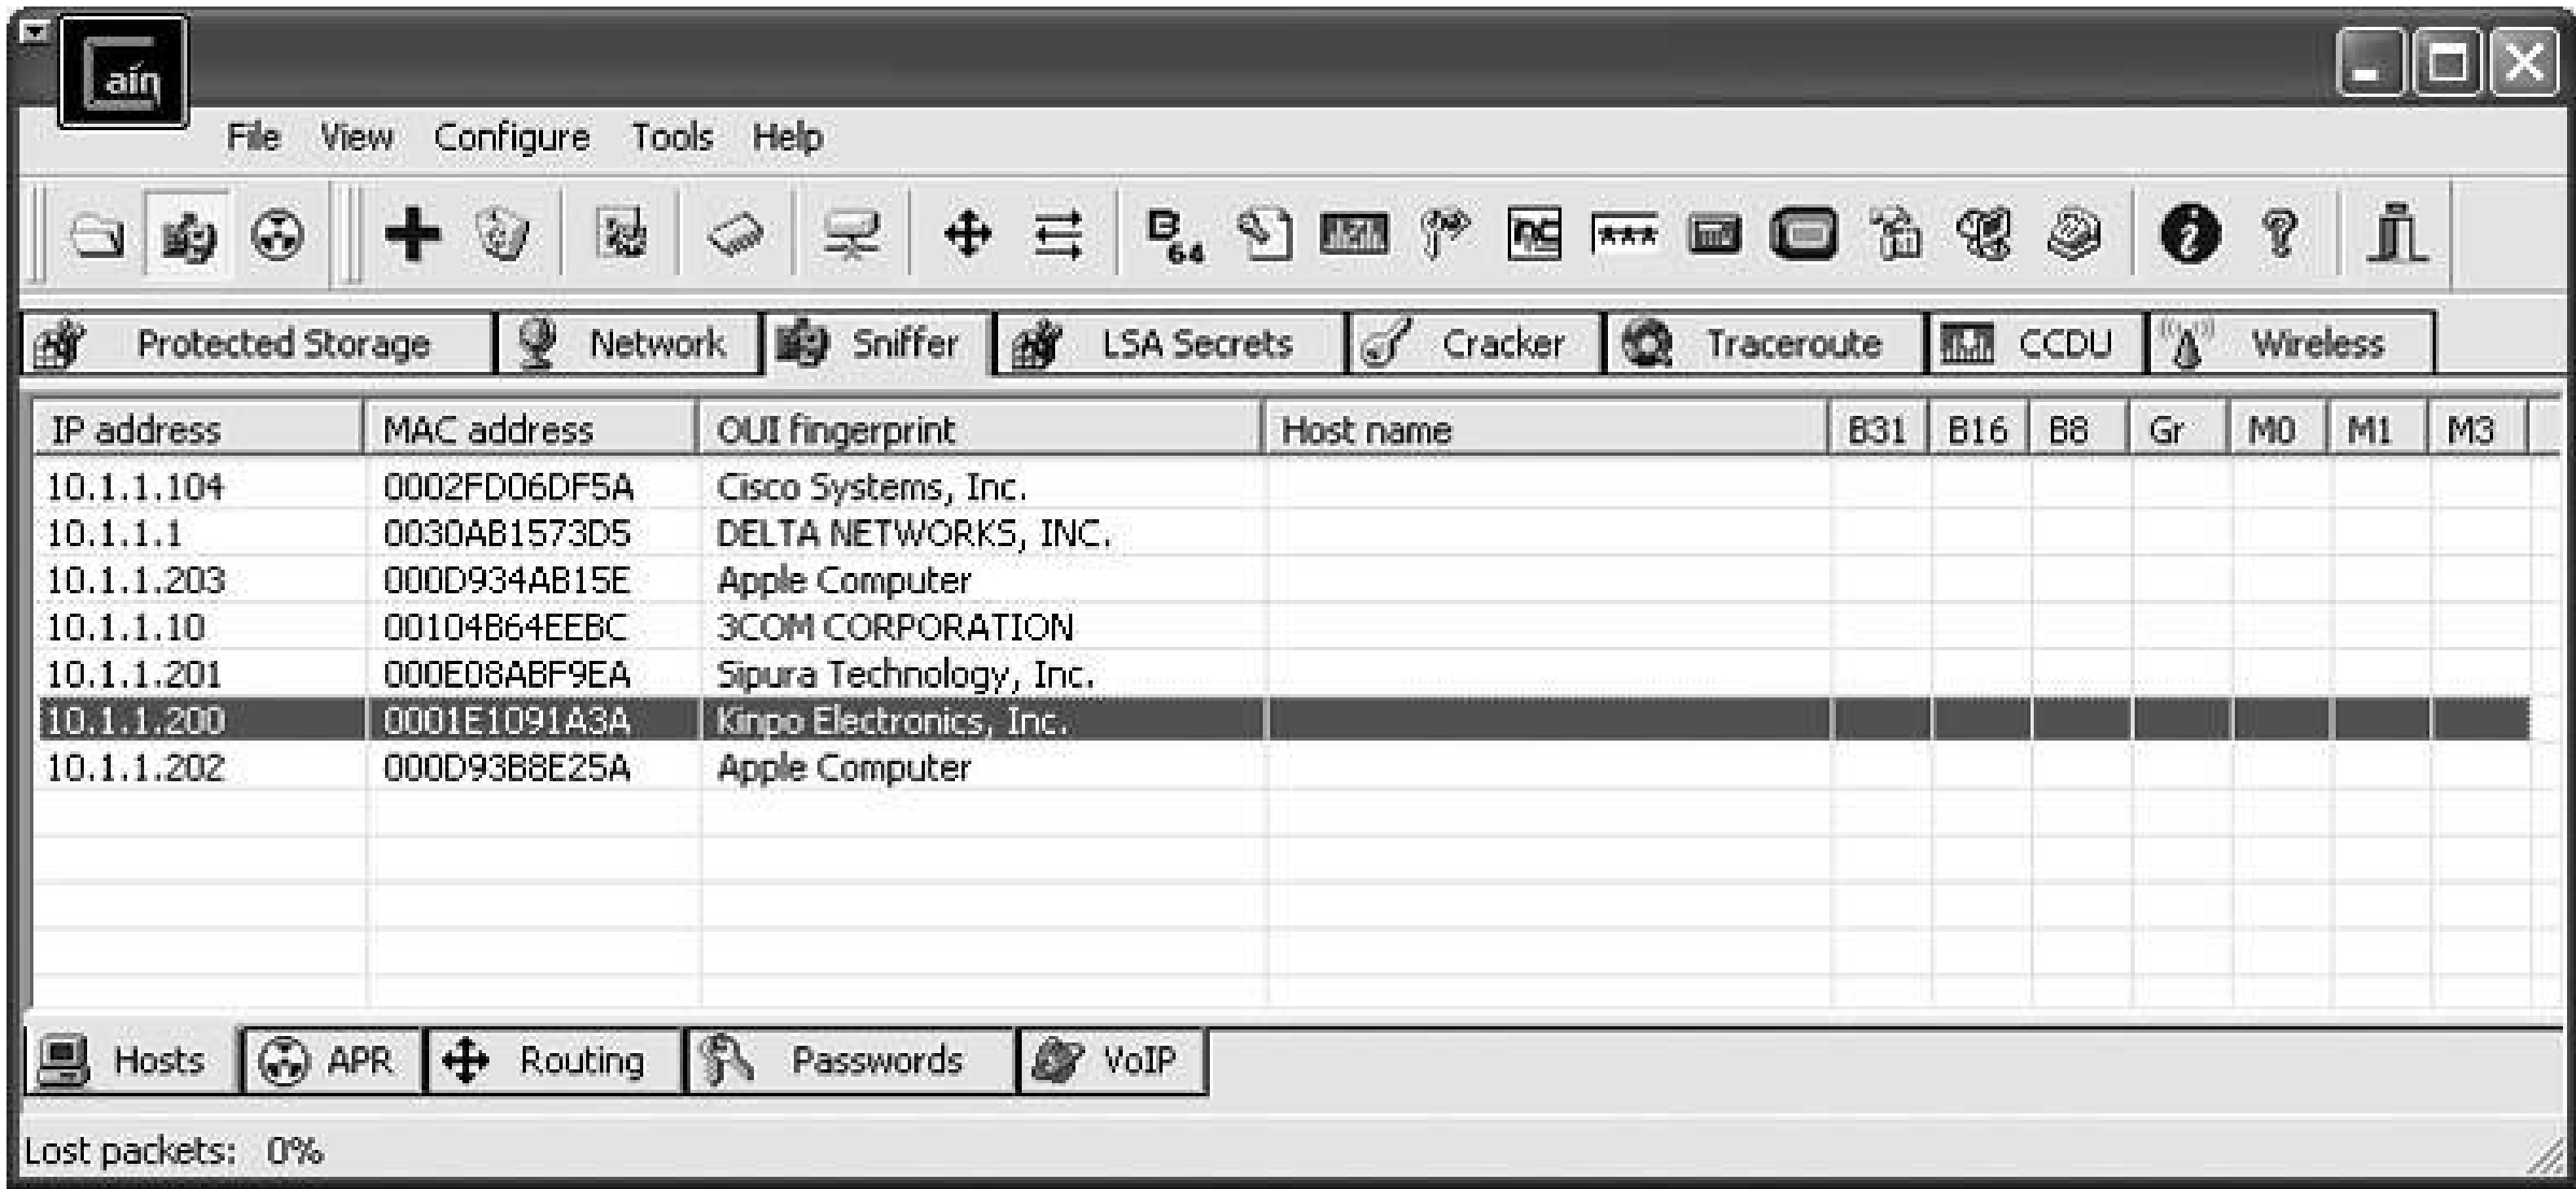 Cain
File View Configure Tools Help
B64 *** 
Protected Storage Network Sniffer LSA Secrets Cracker Traceroute CCDU Wireless
IP address MAC address OUI fingerprint Host name B31 B16 B8 Gr M0 M1 M3
10.1.1.104 0002FD06DF5A Cisco Systems, Inc.
10.1.1.1 0030AB1573D5 DELTA NETWORKS, INC.
10.1.1.203 000D934AB15E Apple Computer
10.1.1.10 00104B64EEBC 3COM CORPORATION
10.1.1.201 000E08ABF9EA Sipura Technology, Inc.
10.1.1.200 0001E1091A3A Kinpo Electronics, Inc.
10.1.1.202 000D93B8E25A Apple Computer
Hosts APR Routing Passwords VoIP
Lost packets: 0%